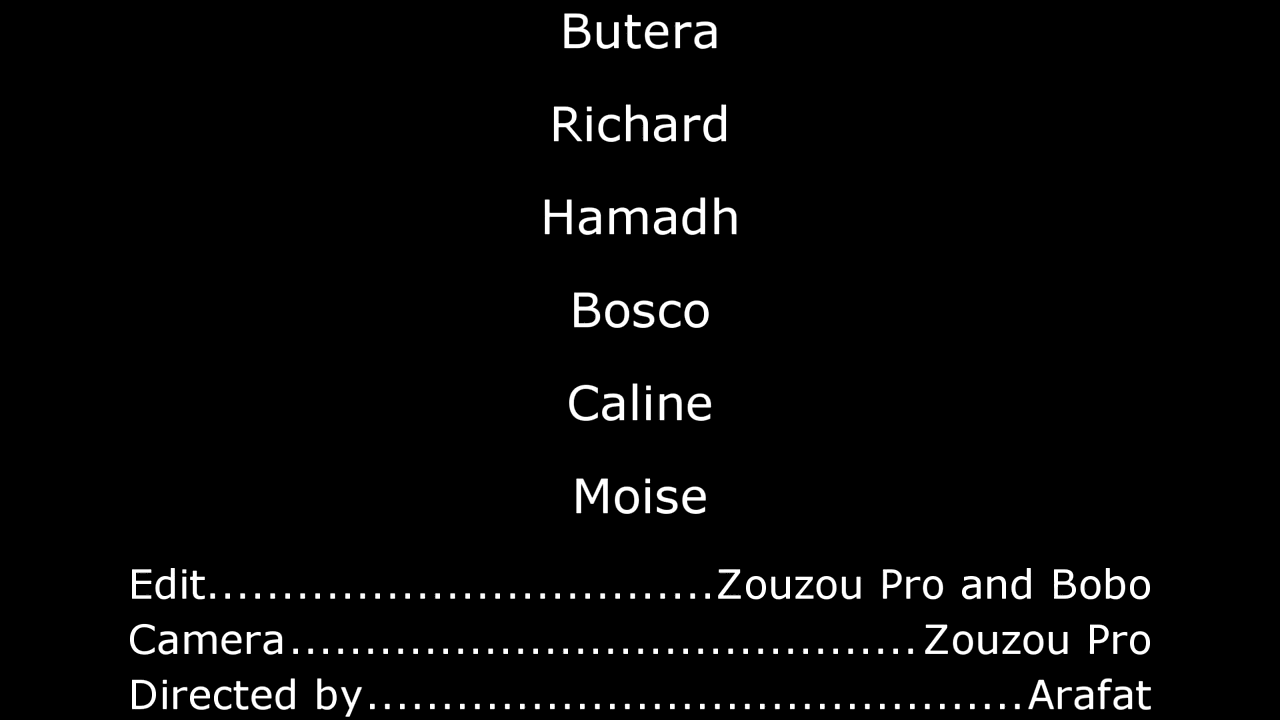 Butera
Richard
Hamadh
Bosco
Caline
Moise
Edit..................................Zouzou Pro and Bobo
Camera..........................................Zouzou Pro
Directed by............................................Arafat